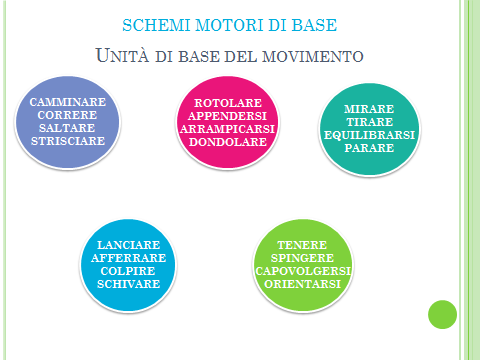 SCHEMI MOTORI DI BASE
UNITÀ DI BASE DEL MOVIMENTO
CAMMINARE
CORRERE
SALTARE
STRISCIARE
ROTOLARE
APPENDERSI
ARRAMPICARSI
DONDOLARE
MIRARE
TIRARE
EQUILIBRARSI
PARARE
LANCIARE
AFFERRARE
COLPIRE
SCHIVARE
TENERE
SPINGERE
CAPOVOLGERSI
ORIENTARSI